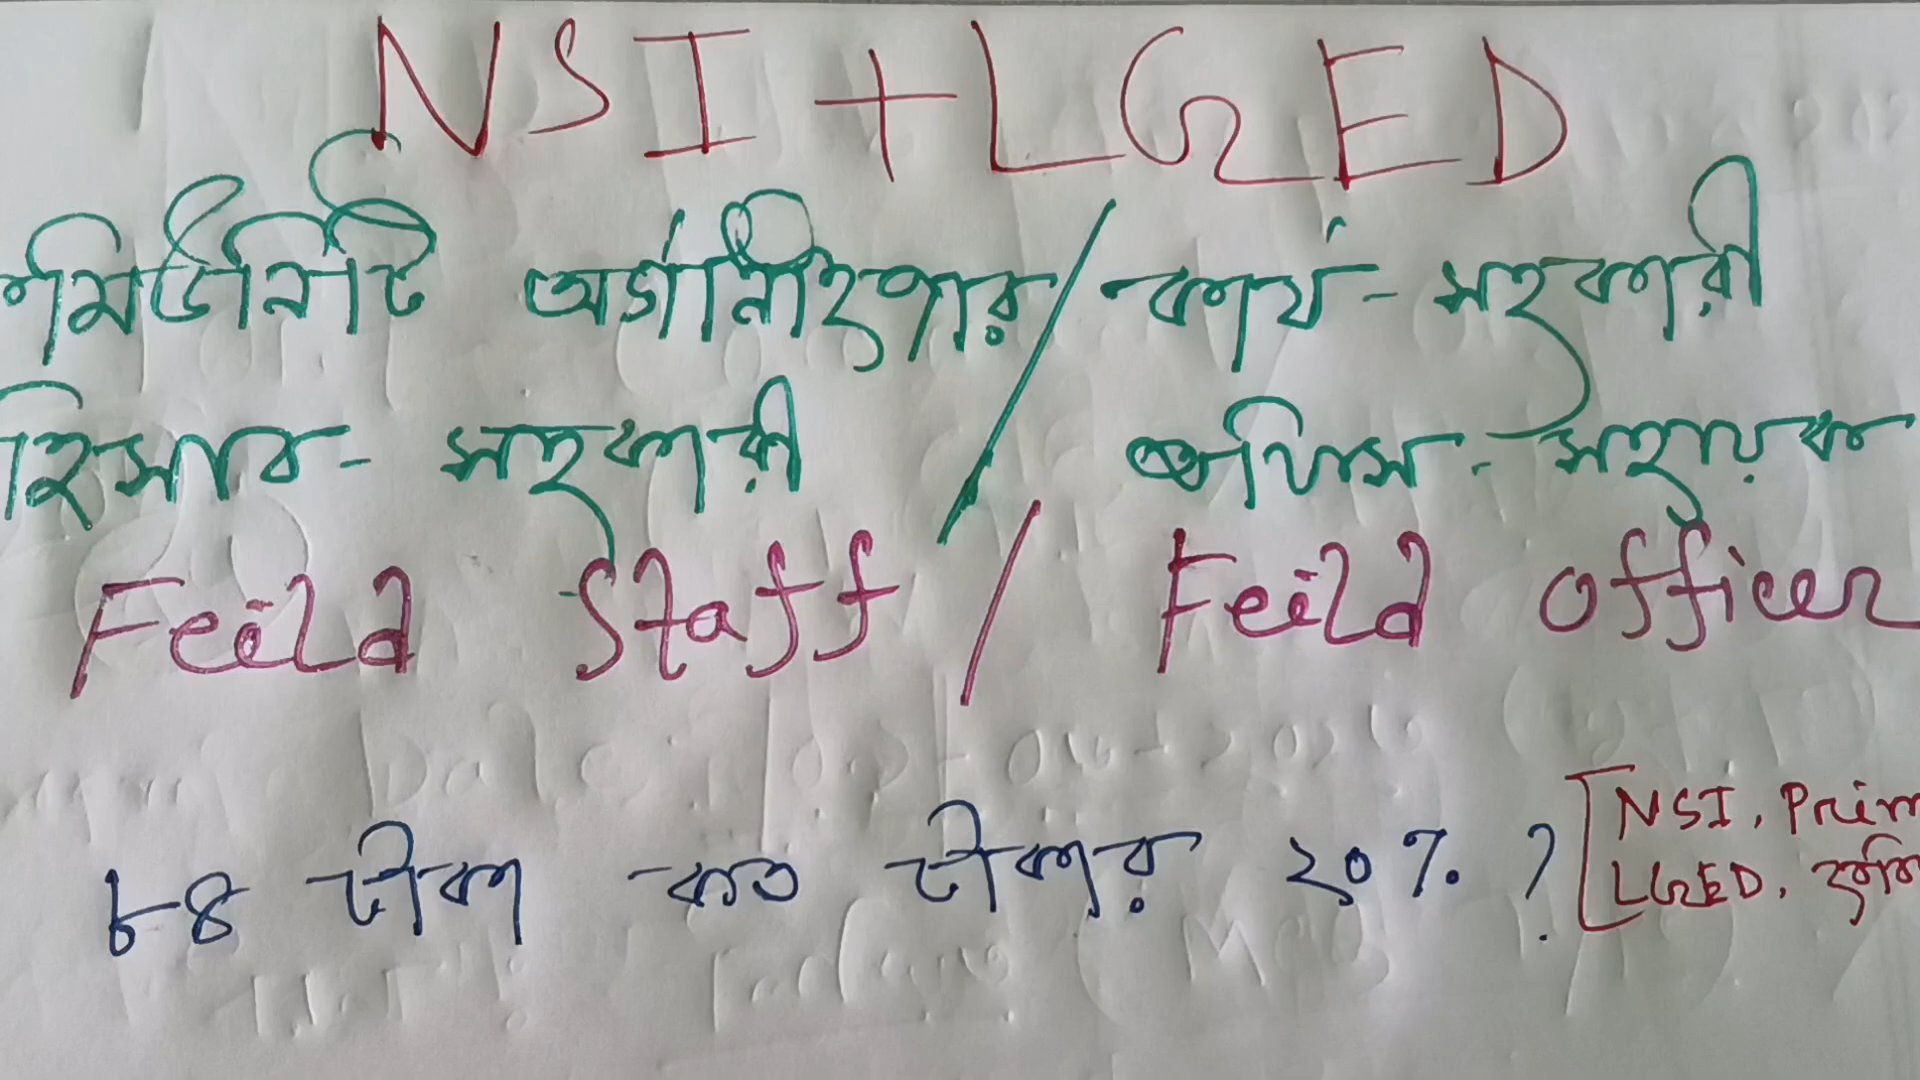 NSI + LGED
কমিউনিটি অর্গানাইজার / কার্য - সহকারী
হিসাব - সহকারী / অফিস - সহায়ক
Feild Staff / Feild officer
৮৪ টাকা কত টাকার ২০% ? [NSI, Prim
LGED,